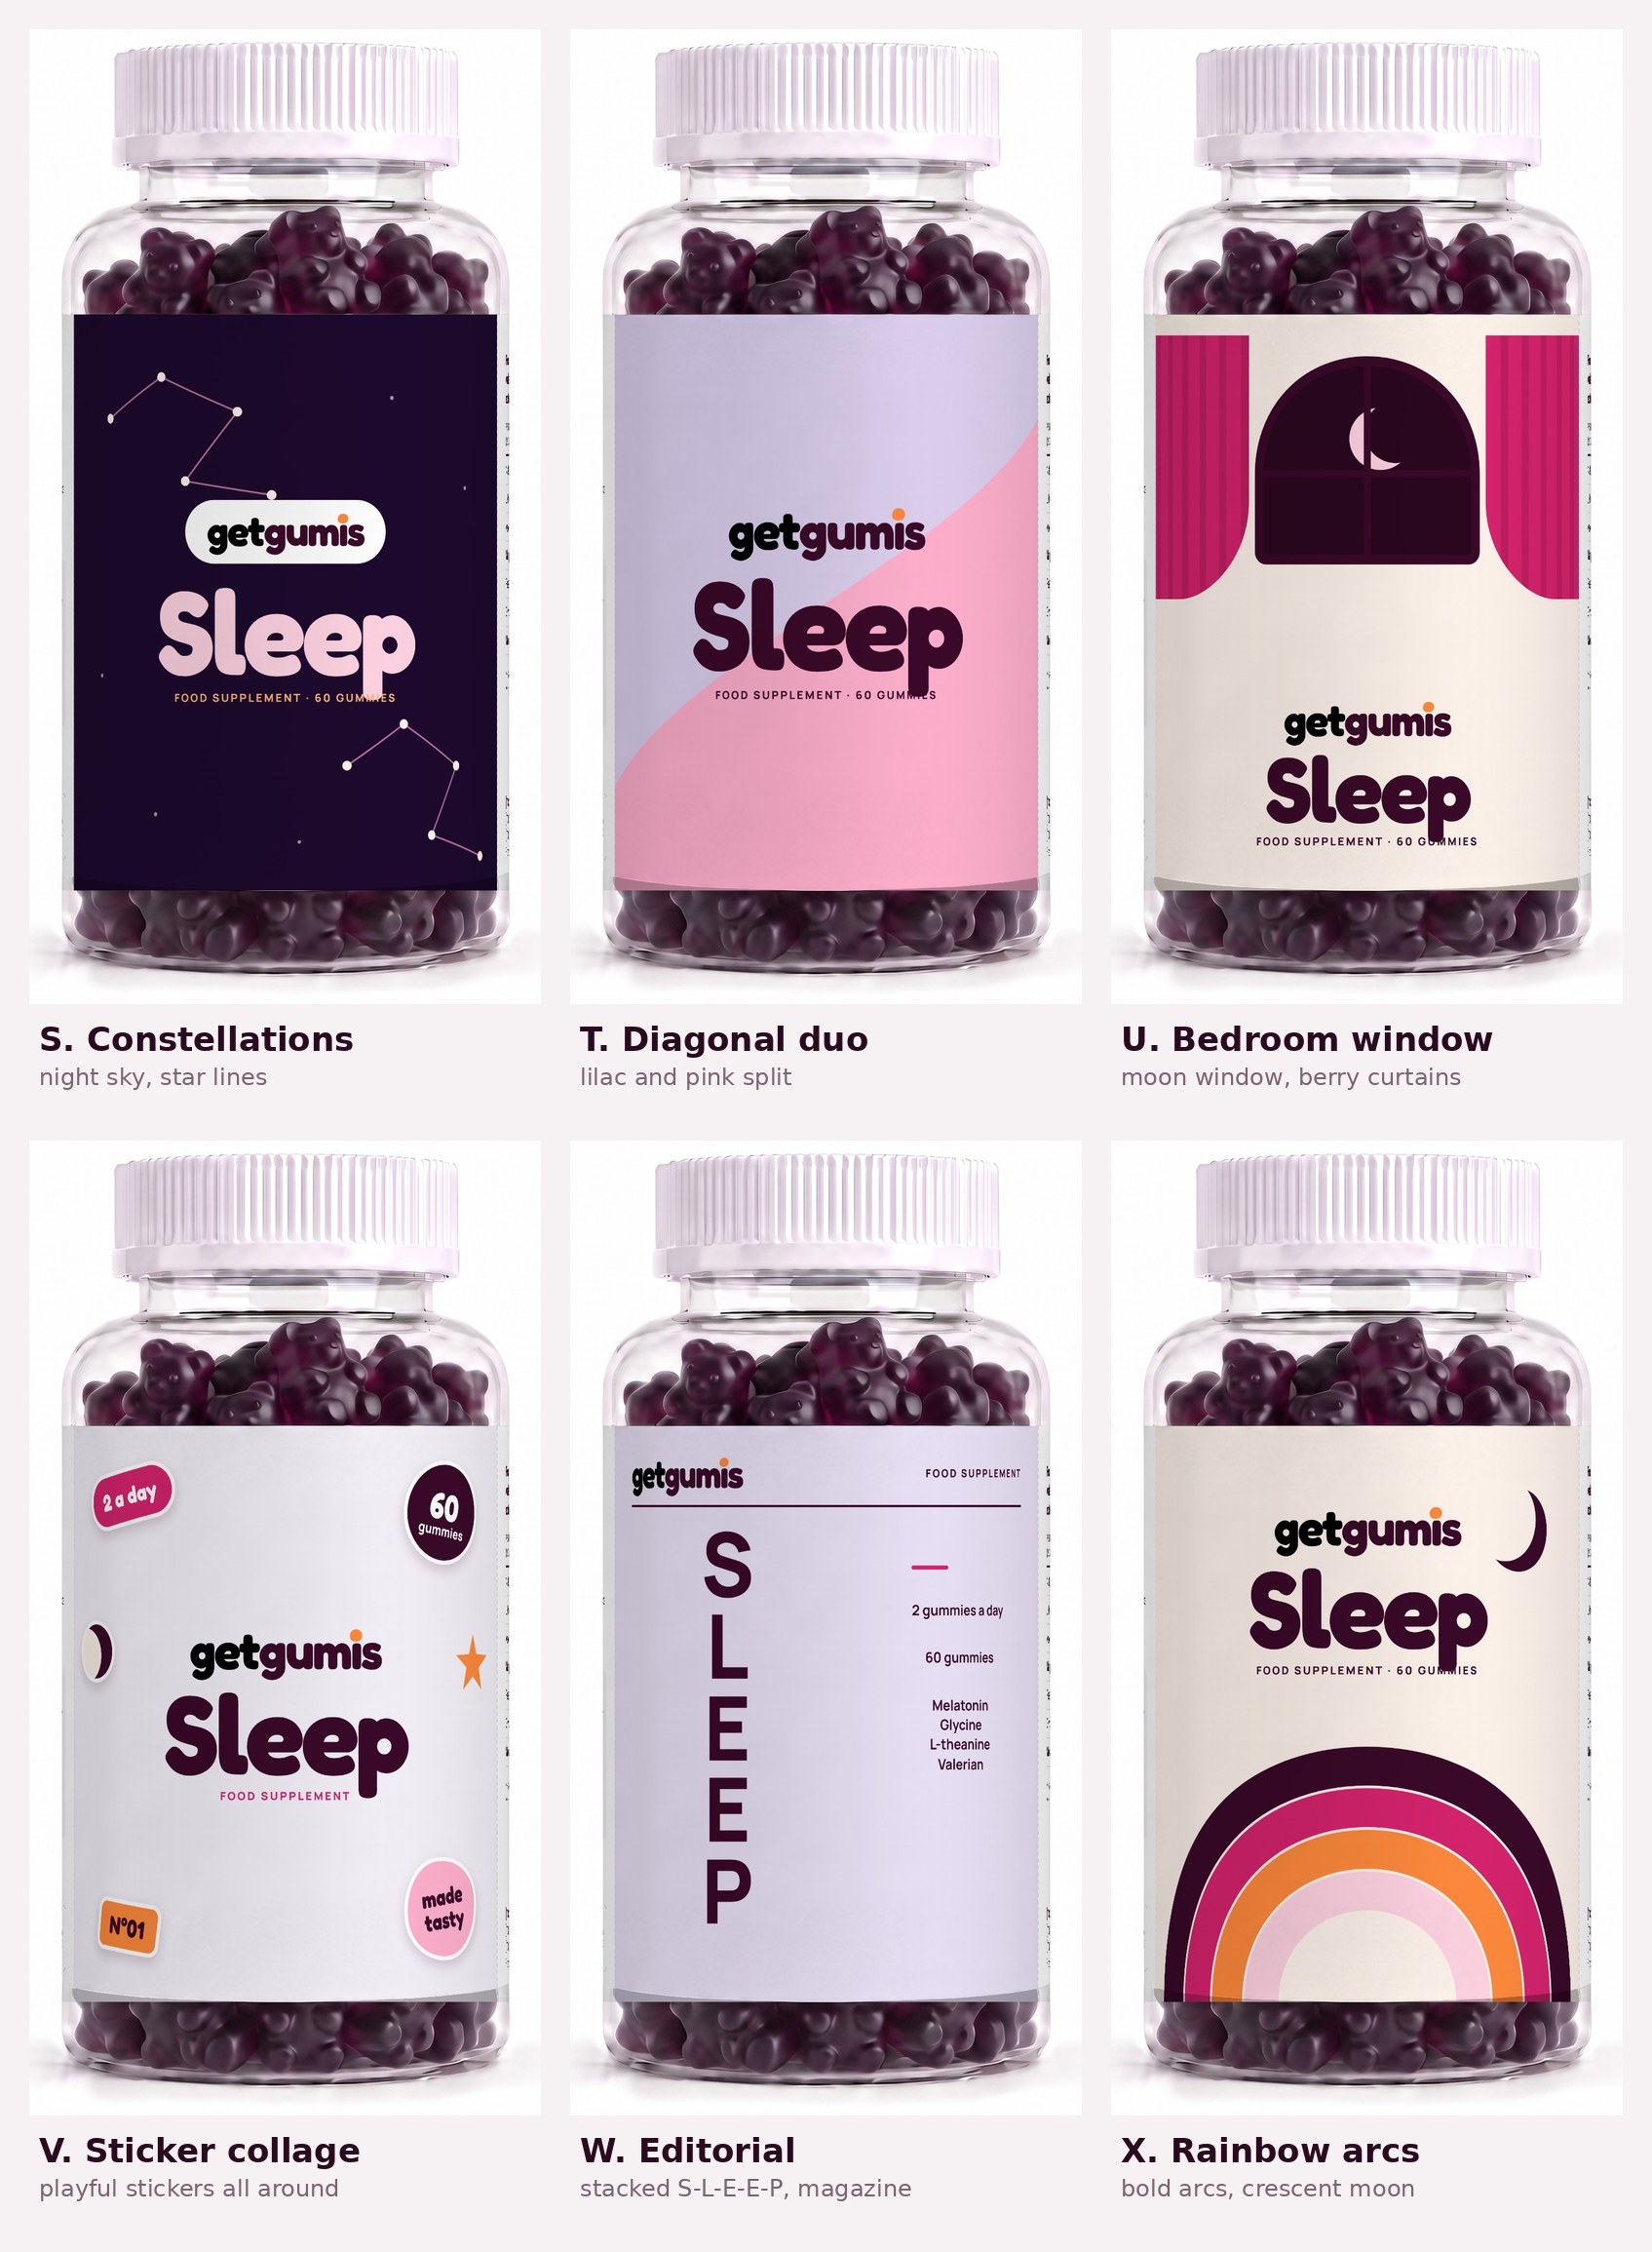 getgumis
Sleep
FOOD SUPPLEMENT · 60 GUMMIES
S. Constellations
night sky, star lines
getgumis
Sleep
FOOD SUPPLEMENT · 60 GUMMIES
T. Diagonal duo
lilac and pink split
getgumis
Sleep
FOOD SUPPLEMENT · 60 GUMMIES
U. Bedroom window
moon window, berry curtains
2 a day
60
gummies
getgumis
Sleep
FOOD SUPPLEMENT
Nº01
made
tasty
V. Sticker collage
playful stickers all around
getgumis
FOOD SUPPLEMENT
S
L
E
E
P
2 gummies a day
60 gummies
Melatonin
Glycine
L-theanine
Valerian
W. Editorial
stacked S-L-E-E-P, magazine
getgumis
Sleep
FOOD SUPPLEMENT · 60 GUMMIES
X. Rainbow arcs
bold arcs, crescent moon